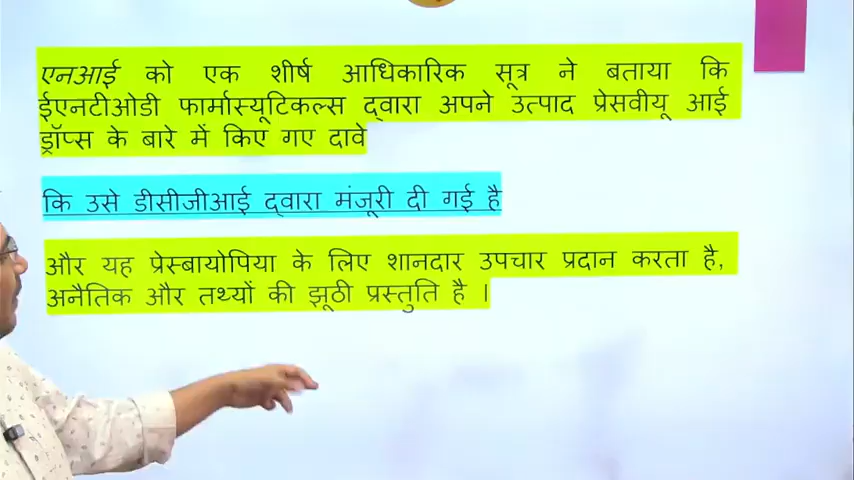 एनआई को एक शीर्ष आधिकारिक सूत्र ने बताया कि
ईएनटीओडी फार्मास्यूटिकल्स द्वारा अपने उत्पाद प्रेसवीयू आई
ड्रॉप्स के बारे में किए गए दावे
कि उसे डीसीजीआई द्वारा मंजूरी दी गई है
और यह प्रेस्बायोपिया के लिए शानदार उपचार प्रदान करता है,
अनैतिक और तथ्यों की झूठी प्रस्तुति है ।